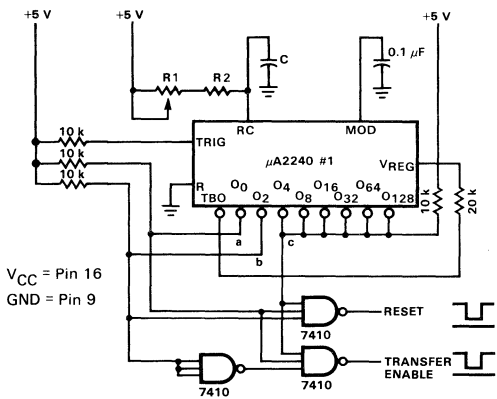 +5 V
+5 V
+5 V
R1
R2
C
0.1 μF
10 k
10 k
10 k
TRIG
RC
MOD
μA2240 #1
VREG
R
TBO
O0
O2
O4
O8
O16
O32
O64
O128
10 k
20 k
a
b
c
VCC = Pin 16
GND = Pin 9
7410
RESET
7410
TRANSFER
ENABLE
7410